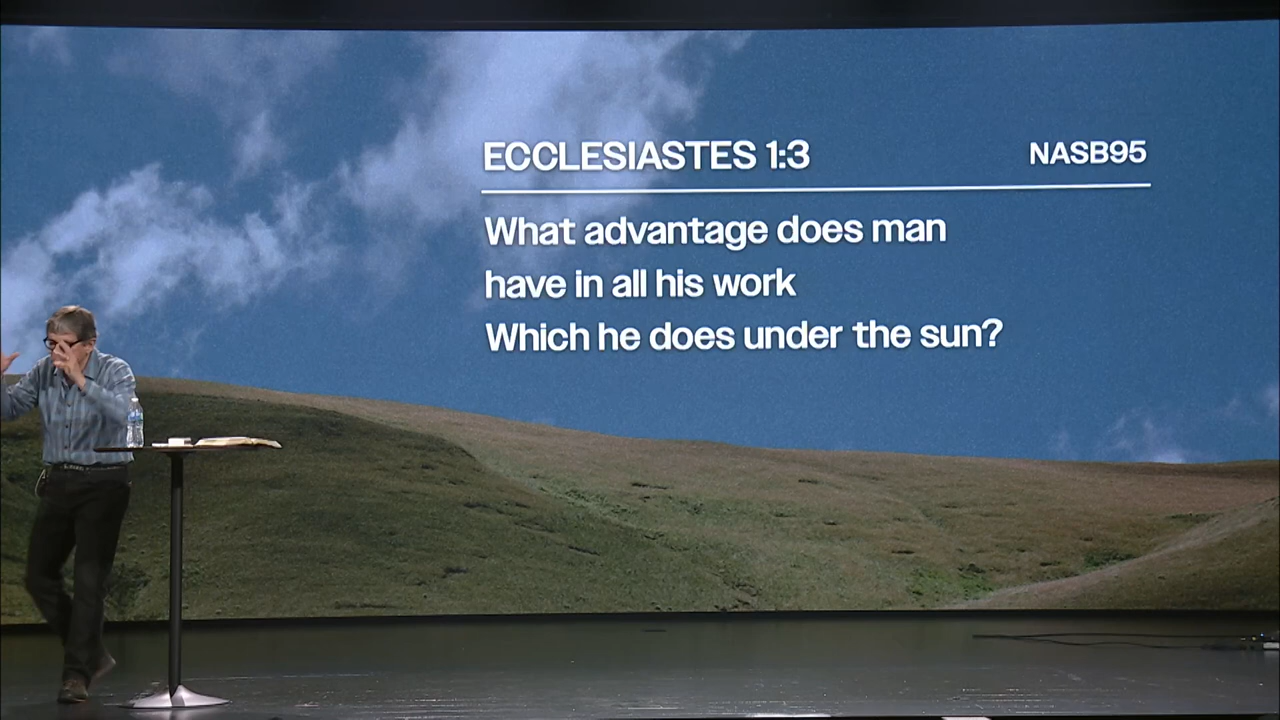 ECCLESIASTES 1:3 NASB95
What advantage does man
have in all his work
Which he does under the sun?